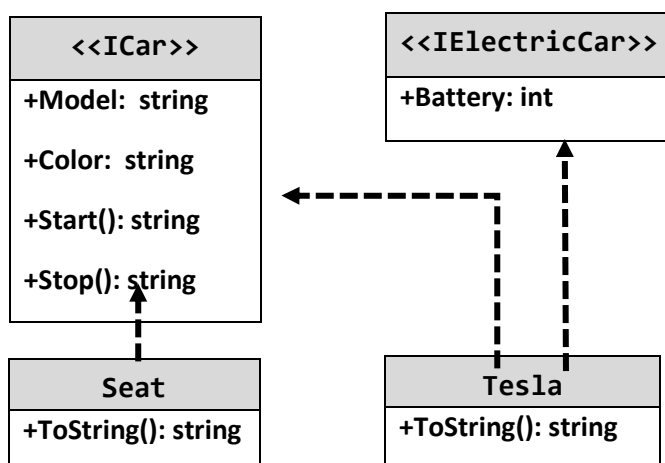 <<ICar>>
+Model:  string
+Color:  string
+Start(): string
+Stop(): string
<<IElectricCar>>
+Battery: int
Seat
+ToString(): string
Tesla
+ToString(): string